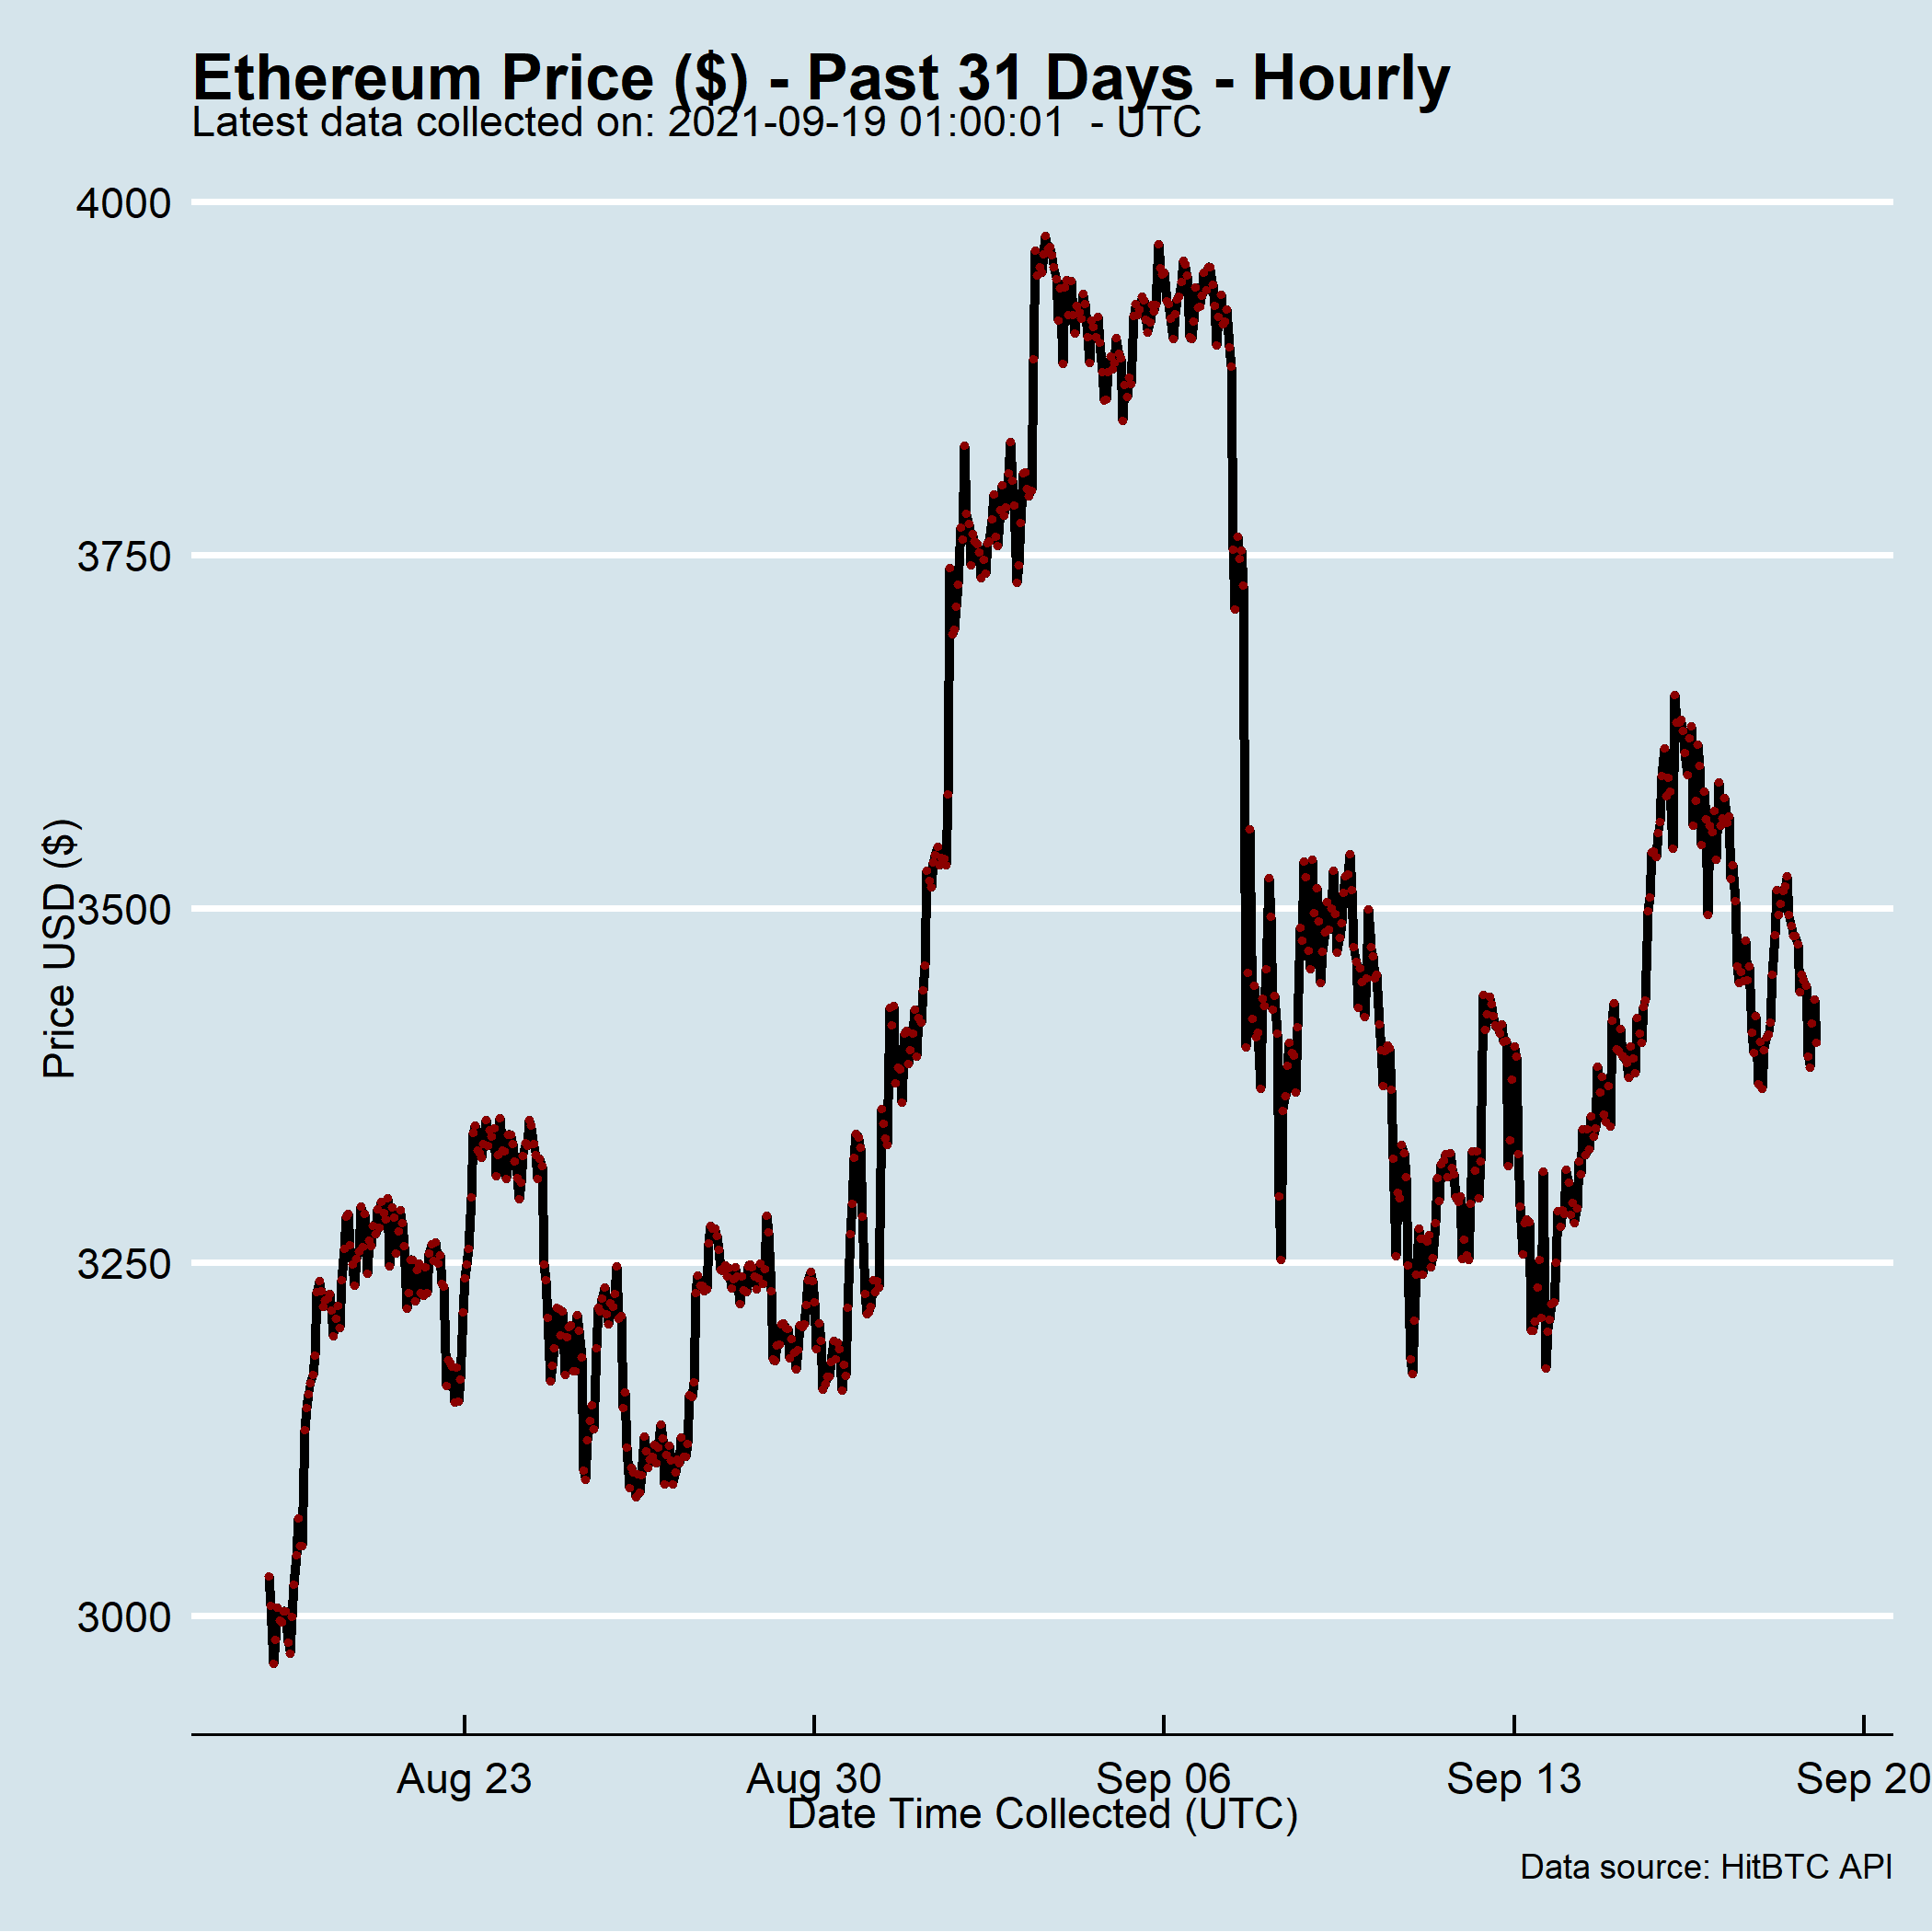 Ethereum Price ($) - Past 31 Days - Hourly
Latest data collected on: 2021-09-19 01:00:01  - UTC
4000
3750
3500
3250
3000
Price USD ($)
Aug 23 Aug 30 Sep 06 Sep 13 Sep 20
Date Time Collected (UTC)
Data source: HitBTC API